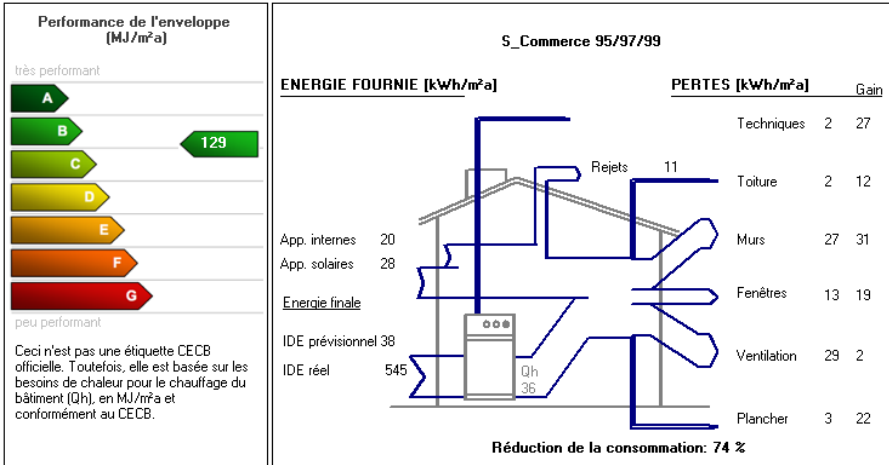 Performance de l'enveloppe
(MJ/m²a)
très performant
A
B
129
C
D
E
F
G
peu performant
Ceci n'est pas une étiquette CECB
officielle. Toutefois, elle est basée sur les
besoins de chaleur pour le chauffage du
bâtiment (Qh), en MJ/m²a et
conformément au CECB.
S_Commerce 95/97/99
ENERGIE FOURNIE [kWh/m²a]
PERTES [kWh/m²a] Gain
Techniques 2 27
Rejets 11
Toiture 2 12
App. internes 20
Murs 27 31
App. solaires 28
Energie finale
Fenêtres 13 19
IDE prévisionnel 38
Ventilation 29 2
IDE réel 545
Qh
36
Plancher 3 22
Réduction de la consommation: 74 %